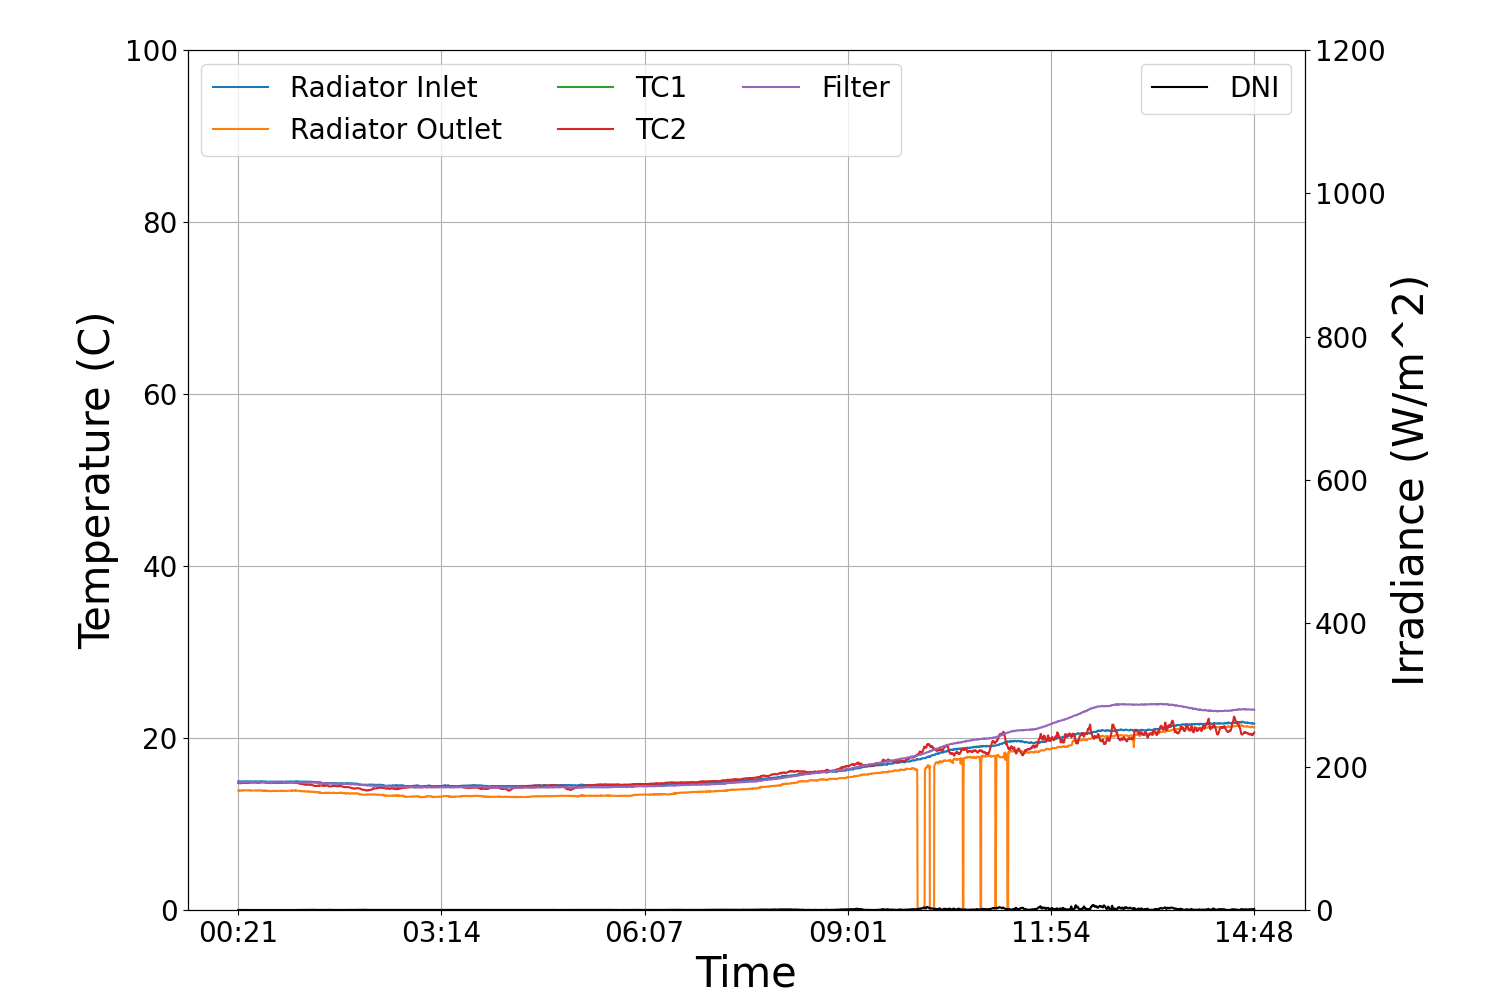 100
80
60
40
20
0
Temperature (C)
Radiator Inlet
Radiator Outlet
TC1
TC2
Filter
DNI
1200
1000
800
600
400
200
0
Irradiance (W/m^2)
00:21 03:14 06:07 09:01 11:54 14:48
Time